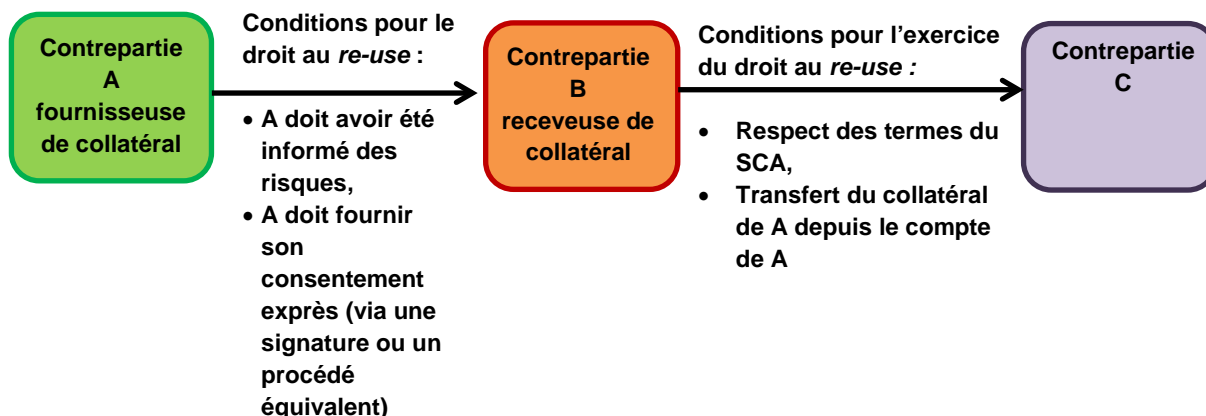 Contrepartie
A
fournisseuse
de collatéral
Conditions pour le
droit au re-use :
• A doit avoir été
informé des
risques,
• A doit fournir
son
consentement
exprès (via une
signature ou un
procédé
équivalent)
Contrepartie
B
receveuse de
collatéral
Conditions pour l’exercice
du droit au re-use :
• Respect des termes du
SCA,
• Transfert du collatéral
de A depuis le compte
de A
Contrepartie
C